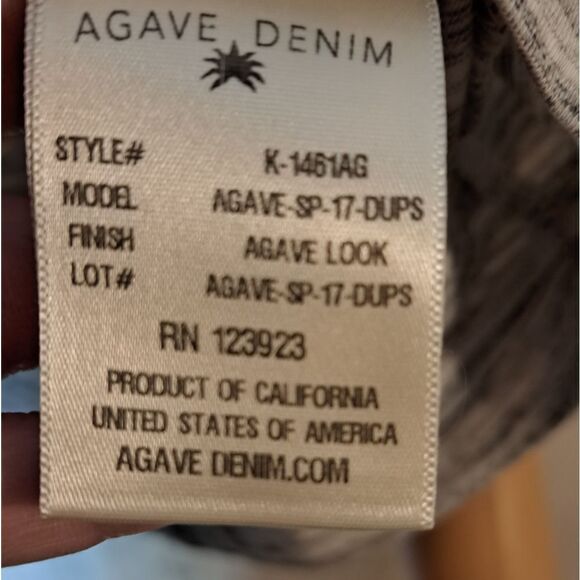 AGAVE DENIM
STYLE# K-1461AG
MODEL AGAVE-SP-17-DUPS
FINISH AGAVE LOOK
LOT# AGAVE-SP-17-DUPS
RN 123923
PRODUCT OF CALIFORNIA
UNITED STATES OF AMERICA
AGAVE DENIM.COM